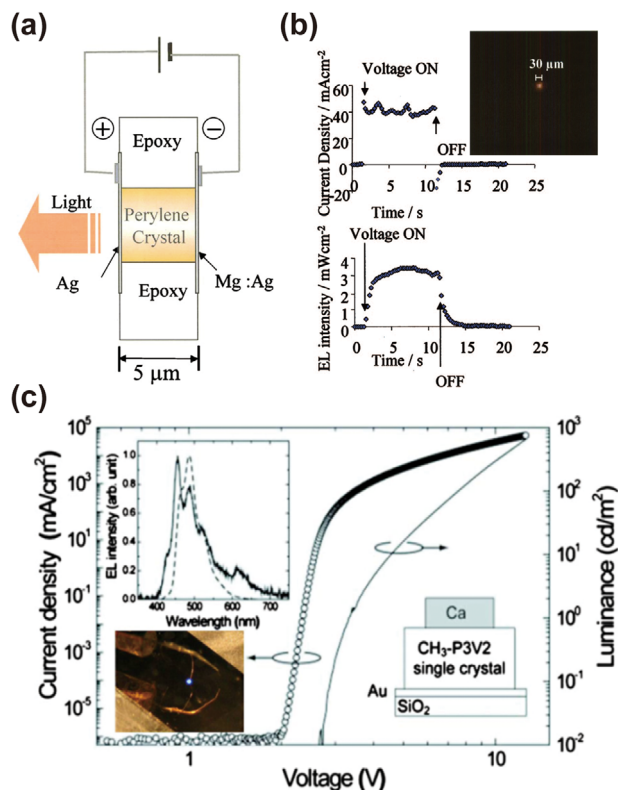 (a)
+
−
Epoxy
Light
Perylene
Crystal
Ag
Mg :Ag
Epoxy
5 µm
(b)
30 µm
Voltage ON
Current Density / mAcm-2
60
40
20
0
-20
OFF
0 5 10 15 20 25
Time / s
Voltage ON
EL intensity / mWcm-2
4
3
2
1
0
0 5 10 15 20 25
Time / s
OFF
(c)
Current density (mA/cm²)
10⁵
10³
10¹
10⁻¹
10⁻³
10⁻⁵
EL intensity (arb. unit)
1.0
0.8
0.6
0.4
0.2
0.0
400 500 600 700
Wavelength (nm)
Ca
CH₃-P3V2
single crystal
Au
SiO₂
Luminance (cd/m²)
10³
10²
10¹
10⁰
10⁻¹
10⁻²
1 10
Voltage (V)